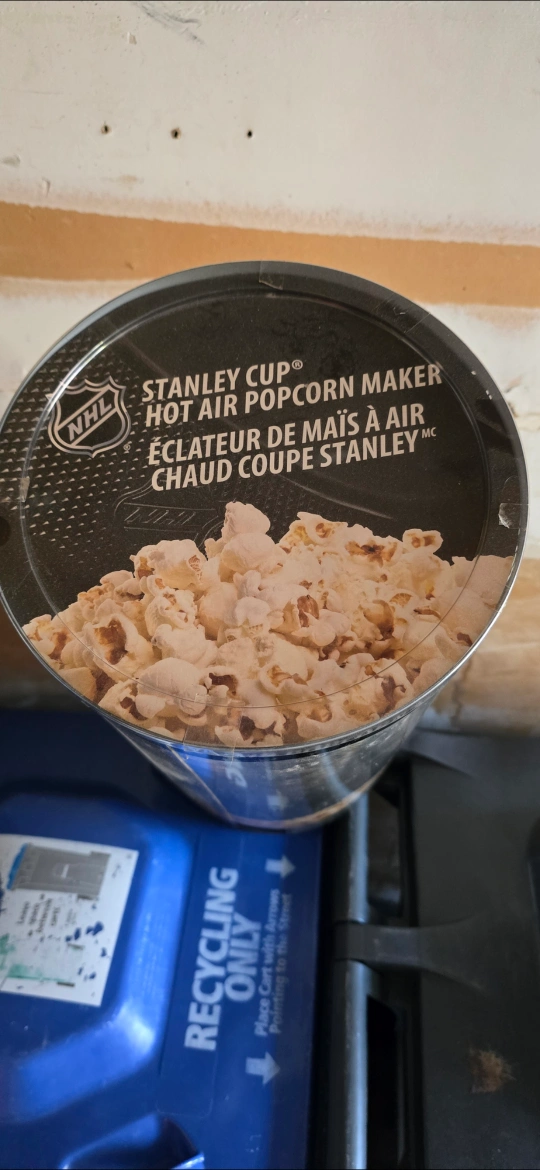 NHL
®
STANLEY CUP®
HOT AIR POPCORN MAKER
ÉCLATEUR DE MAÏS À AIR
CHAUD COUPE STANLEY MC
RECYCLING
ONLY
Place Cart with Arrows
Pointing to the Street